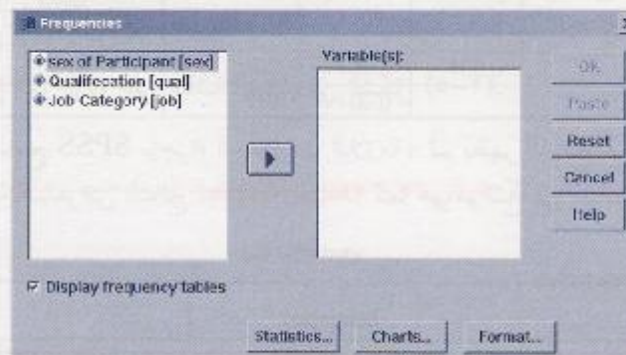 Frequencies
sex of Participant [sex]
Qualifecation [qual]
Job Category [job]
Variable(s):
OK
Paste
Reset
Cancel
Help
Display frequency tables
Statistics...
Charts...
Format...
SPSS